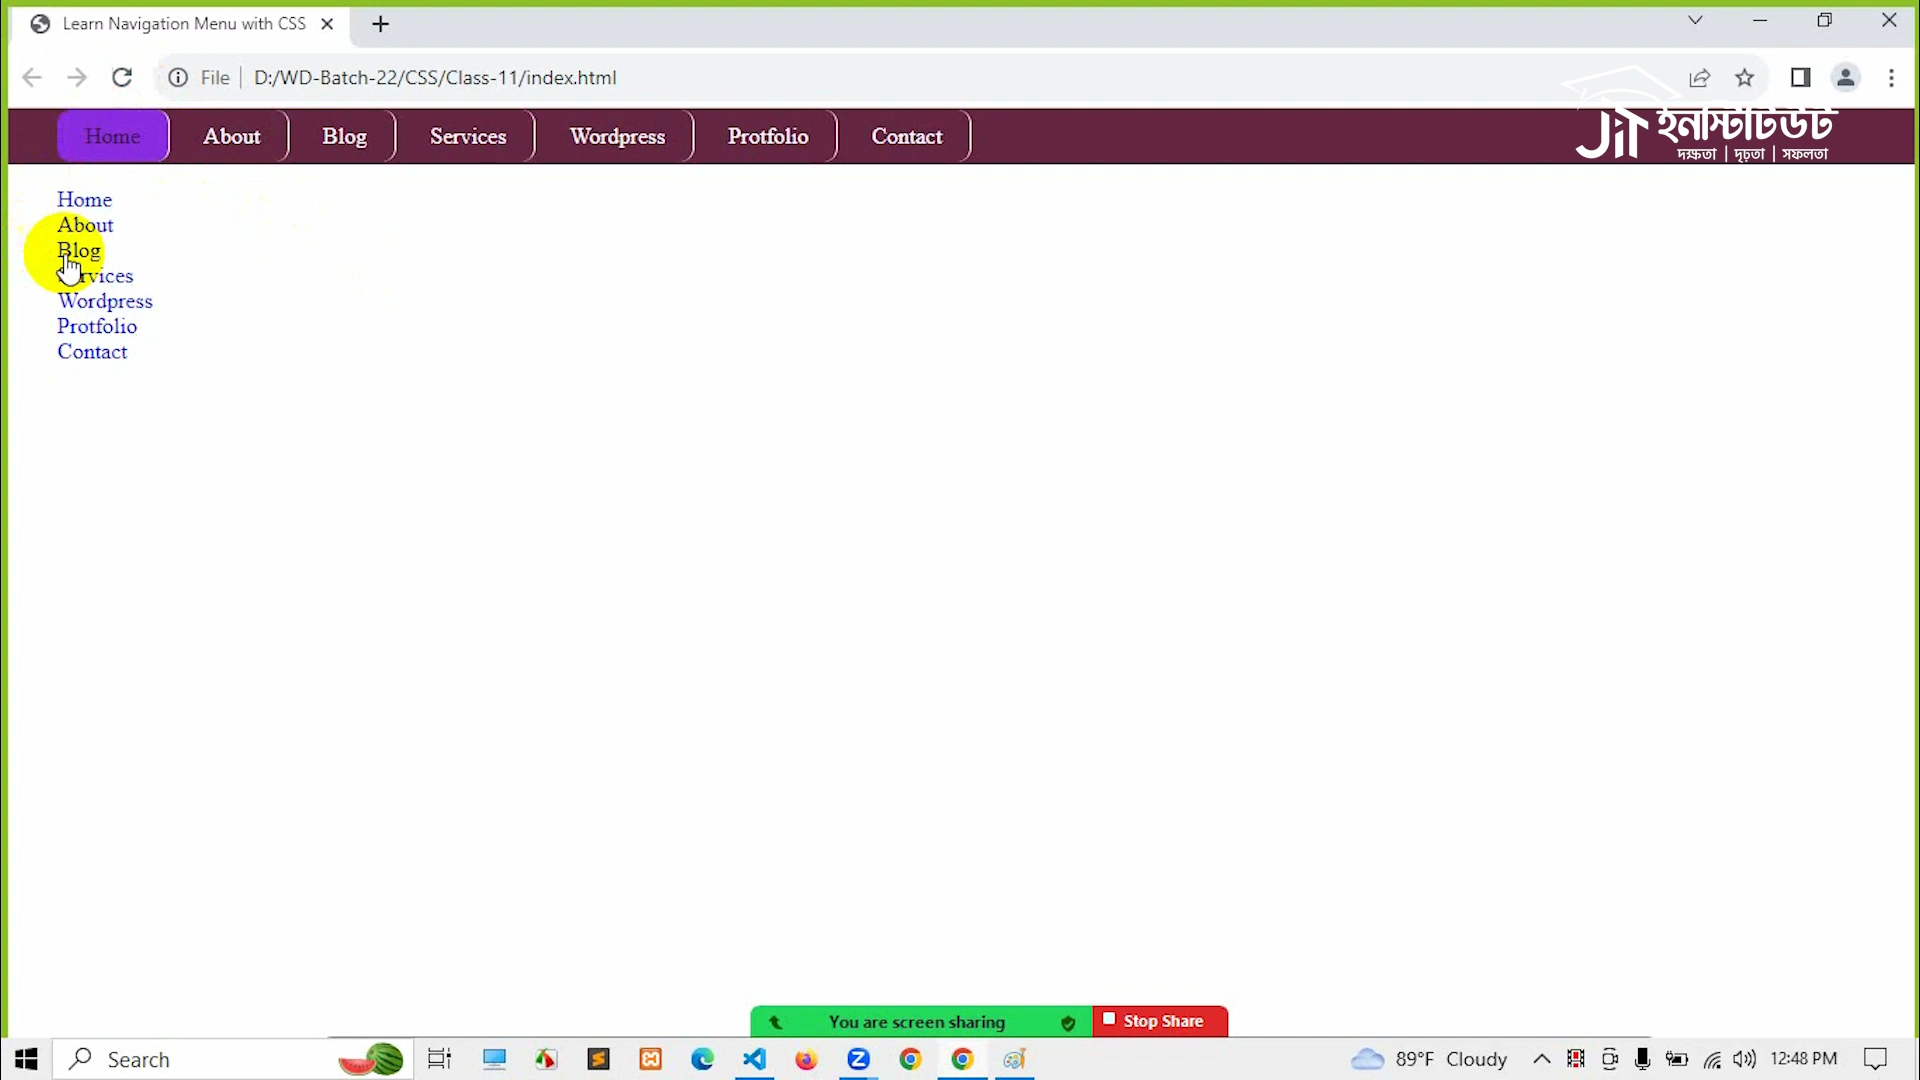 Learn Navigation Menu with CSS
File D:/WD-Batch-22/CSS/Class-11/index.html
Home About Blog Services Wordpress Protfolio Contact
JIT ইনস্টিটিউট
দক্ষতা | দৃঢ়তা | সফলতা
Home
About
Blog
Services
Wordpress
Protfolio
Contact
You are screen sharing Stop Share
Search 89°F Cloudy 12:48 PM